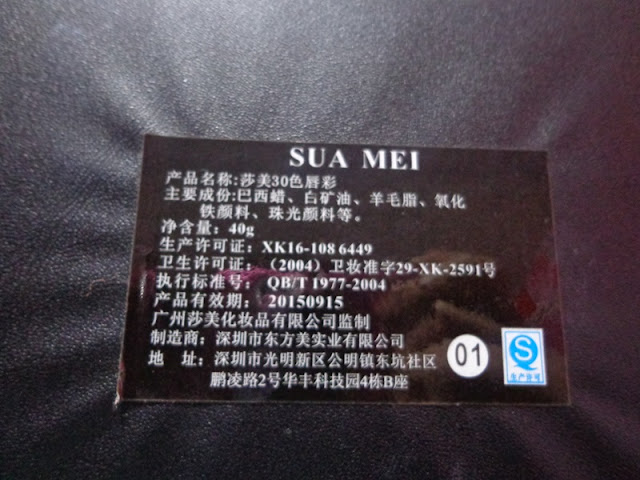 SUA MEI
产品名称:莎美30色唇彩
主要成份: 巴西蜡、白矿油、羊毛脂、氧化
铁颜料、珠光颜料等。
净含量: 40g
生产许可证: XK16-108 6449
卫生许可证: （2004）卫妆准字29-XK-2591号
执行标准号: QB/T 1977-2004
产品有效期: 20150915
广州莎美化妆品有限公司监制
制造商: 深圳市东方美实业有限公司
地 址: 深圳市光明新区公明镇东坑社区
鹏凌路2号华丰科技园4栋B座
01
生产许可